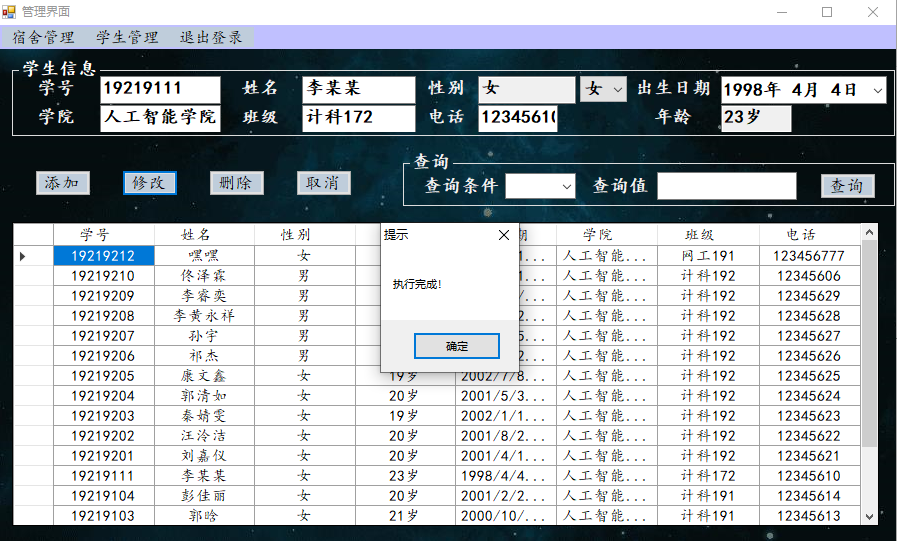 管理界面
宿舍管理 学生管理 退出登录
学生信息
学号 19219111 姓名 李某某 性别 女 女 出生日期 1998年 4月 4日
学院 人工智能学院 班级 计科172 电话 12345610 年龄 23岁
添加 修改 删除 取消
查询
查询条件 查询值 查询
学号 姓名 性别 期 学院 班级 电话
提示
执行完成!
确定
19219212 嘿嘿 女 1... 人工智能... 网工191 123456777
19219210 佟泽霖 男 1... 人工智能... 计科192 12345606
19219209 李睿奕 男 /... 人工智能... 计科192 12345629
19219208 李黄永祥 男 2... 人工智能... 计科192 12345628
19219207 孙宇 男 5... 人工智能... 计科192 12345627
19219206 祁杰 男 2... 人工智能... 计科192 12345626
19219205 康文鑫 女 19岁 2002/7/8... 人工智能... 计科192 12345625
19219204 郭清如 女 20岁 2001/5/3... 人工智能... 计科192 12345624
19219203 秦婧雯 女 19岁 2002/1/1... 人工智能... 计科192 12345623
19219202 汪泠洁 女 20岁 2001/8/2... 人工智能... 计科192 12345622
19219201 刘嘉仪 女 20岁 2001/4/1... 人工智能... 计科192 12345621
19219111 李某某 女 23岁 1998/4/4... 人工智能... 计科172 12345610
19219104 彭佳丽 女 20岁 2001/2/2... 人工智能... 计科191 12345614
19219103 郭晗 女 21岁 2000/10/... 人工智能... 计科191 12345613